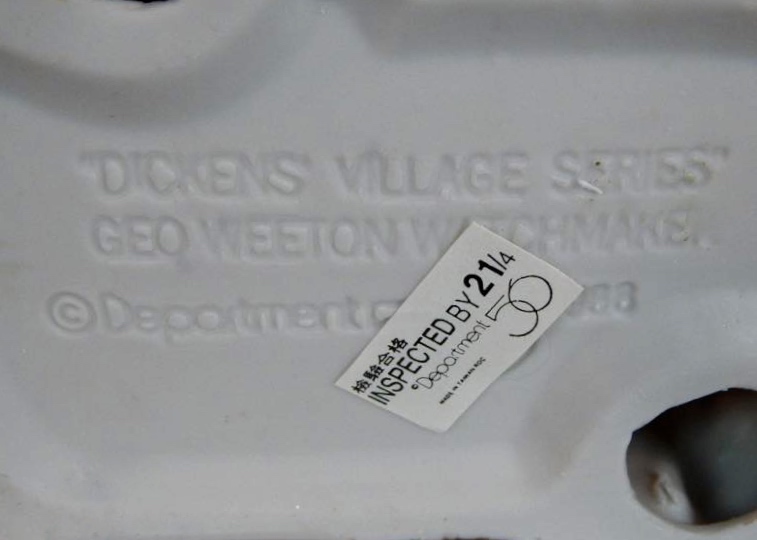 "DICKENS' VILLAGE SERIES"
GEO WEETON WATCHMAKER
©Department
檢驗合格
INSPECTED BY 21/4
©Department 56
MADE IN TAIWAN ROC